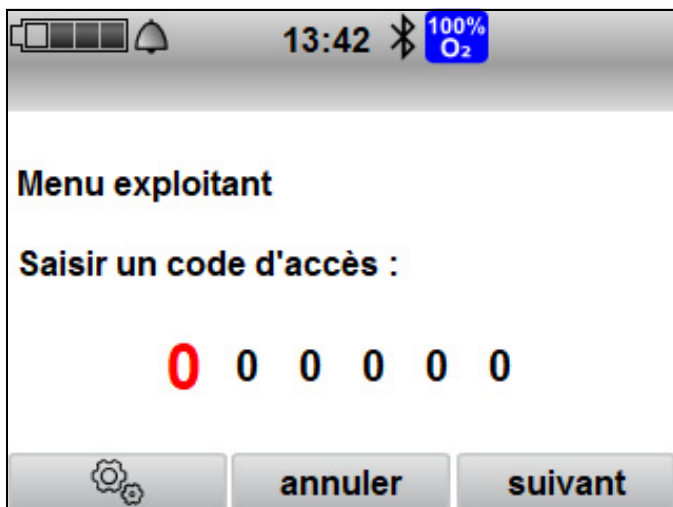 13:42 100% O₂
Menu exploitant
Saisir un code d'accès :
0 0 0 0 0 0
annuler suivant